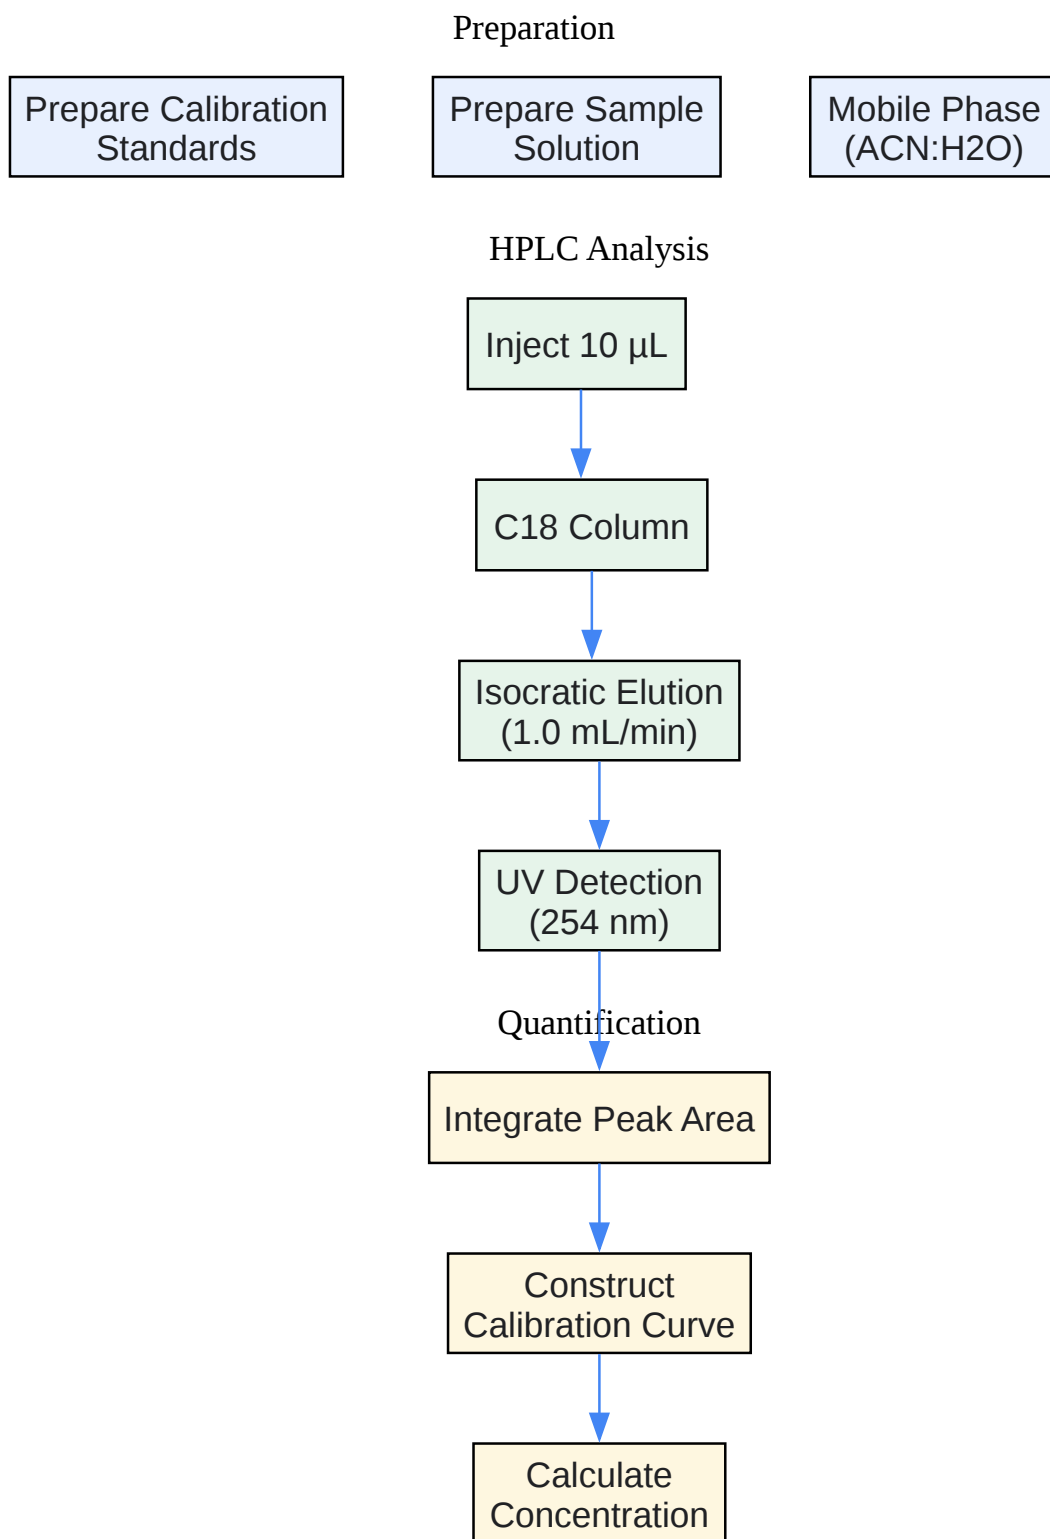 Preparation
Prepare Calibration
Standards
Prepare Sample
Solution
Mobile Phase
(ACN:H2O)
HPLC Analysis
Inject 10 µL
C18 Column
Isocratic Elution
(1.0 mL/min)
UV Detection
(254 nm)
Quantification
Integrate Peak Area
Construct
Calibration Curve
Calculate
Concentration